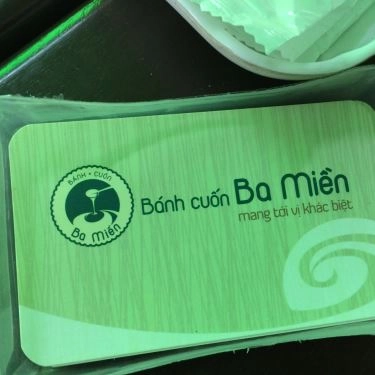 BÁNH • CUỐN
Ba Miền
Bánh cuốn Ba Miền
mang tới vị khác biệt